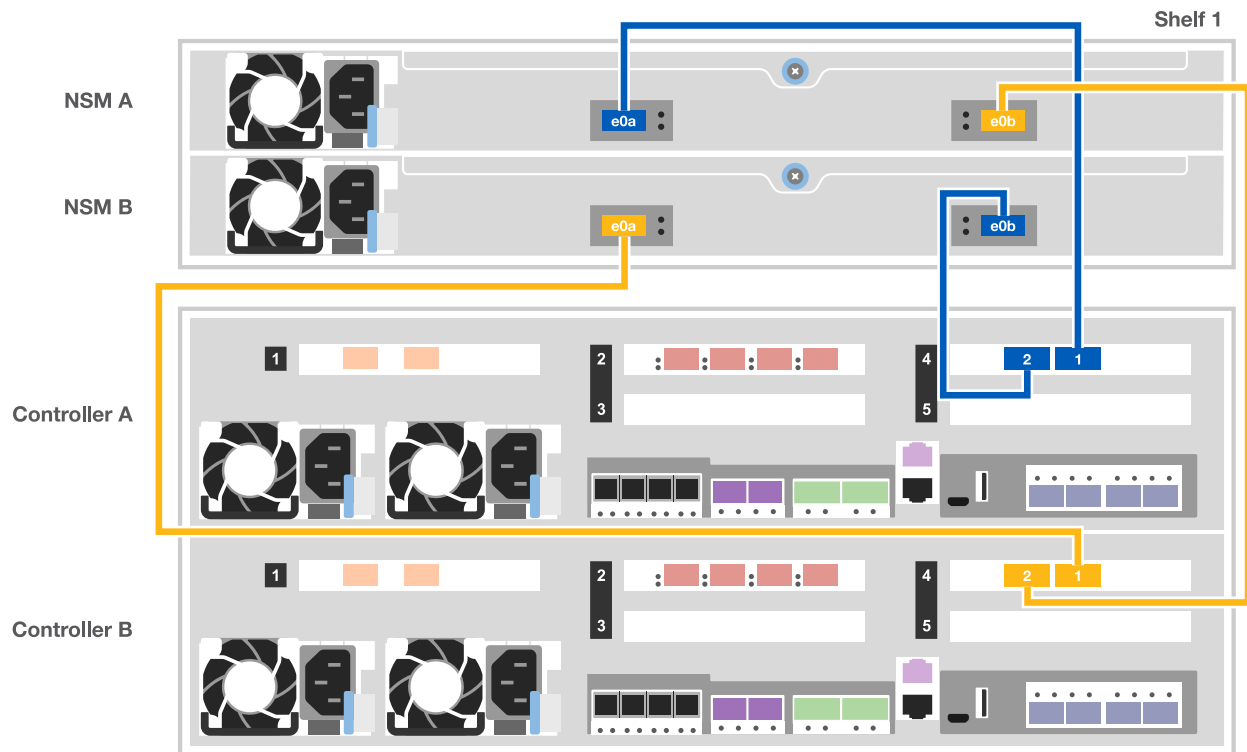 Shelf 1
NSM A
e0a
e0b
NSM B
e0a
e0b
1
2
4
2 1
Controller A
3
5
1
2
4
2 1
Controller B
3
5